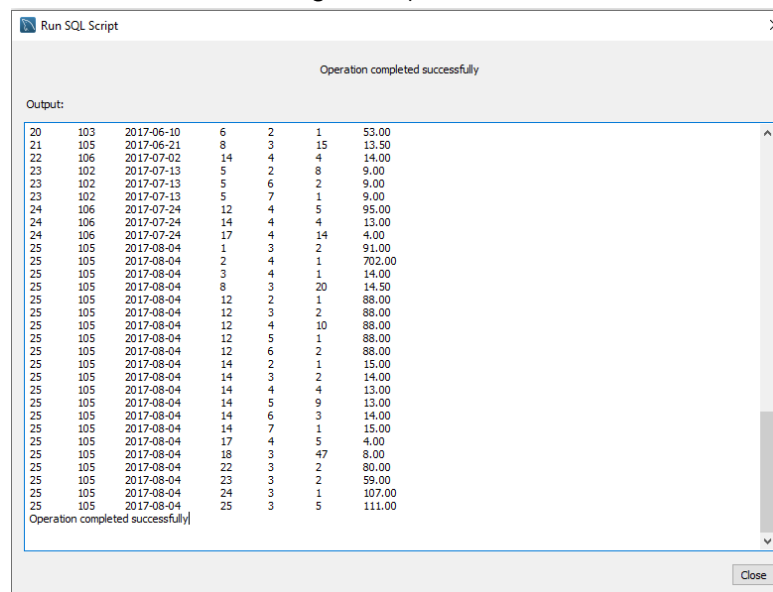 Run SQL Script
Operation completed successfully
Output:
20 103 2017-06-10 6 2 1 53.00
21 105 2017-06-21 8 3 15 13.50
22 106 2017-07-02 14 4 4 14.00
23 102 2017-07-13 5 2 8 9.00
23 102 2017-07-13 5 6 2 9.00
23 102 2017-07-13 5 7 1 9.00
24 106 2017-07-24 12 4 5 95.00
24 106 2017-07-24 14 4 4 13.00
24 106 2017-07-24 17 4 14 4.00
25 105 2017-08-04 1 3 2 91.00
25 105 2017-08-04 2 4 1 702.00
25 105 2017-08-04 3 4 1 14.00
25 105 2017-08-04 8 3 20 14.50
25 105 2017-08-04 12 2 1 88.00
25 105 2017-08-04 12 3 2 88.00
25 105 2017-08-04 12 4 10 88.00
25 105 2017-08-04 12 5 1 88.00
25 105 2017-08-04 12 6 2 88.00
25 105 2017-08-04 14 2 1 15.00
25 105 2017-08-04 14 3 2 14.00
25 105 2017-08-04 14 4 4 13.00
25 105 2017-08-04 14 5 9 13.00
25 105 2017-08-04 14 6 3 14.00
25 105 2017-08-04 14 7 1 15.00
25 105 2017-08-04 17 4 5 4.00
25 105 2017-08-04 18 3 47 8.00
25 105 2017-08-04 22 3 2 80.00
25 105 2017-08-04 23 3 2 59.00
25 105 2017-08-04 24 3 1 107.00
25 105 2017-08-04 25 3 5 111.00
Operation completed successfully
Close